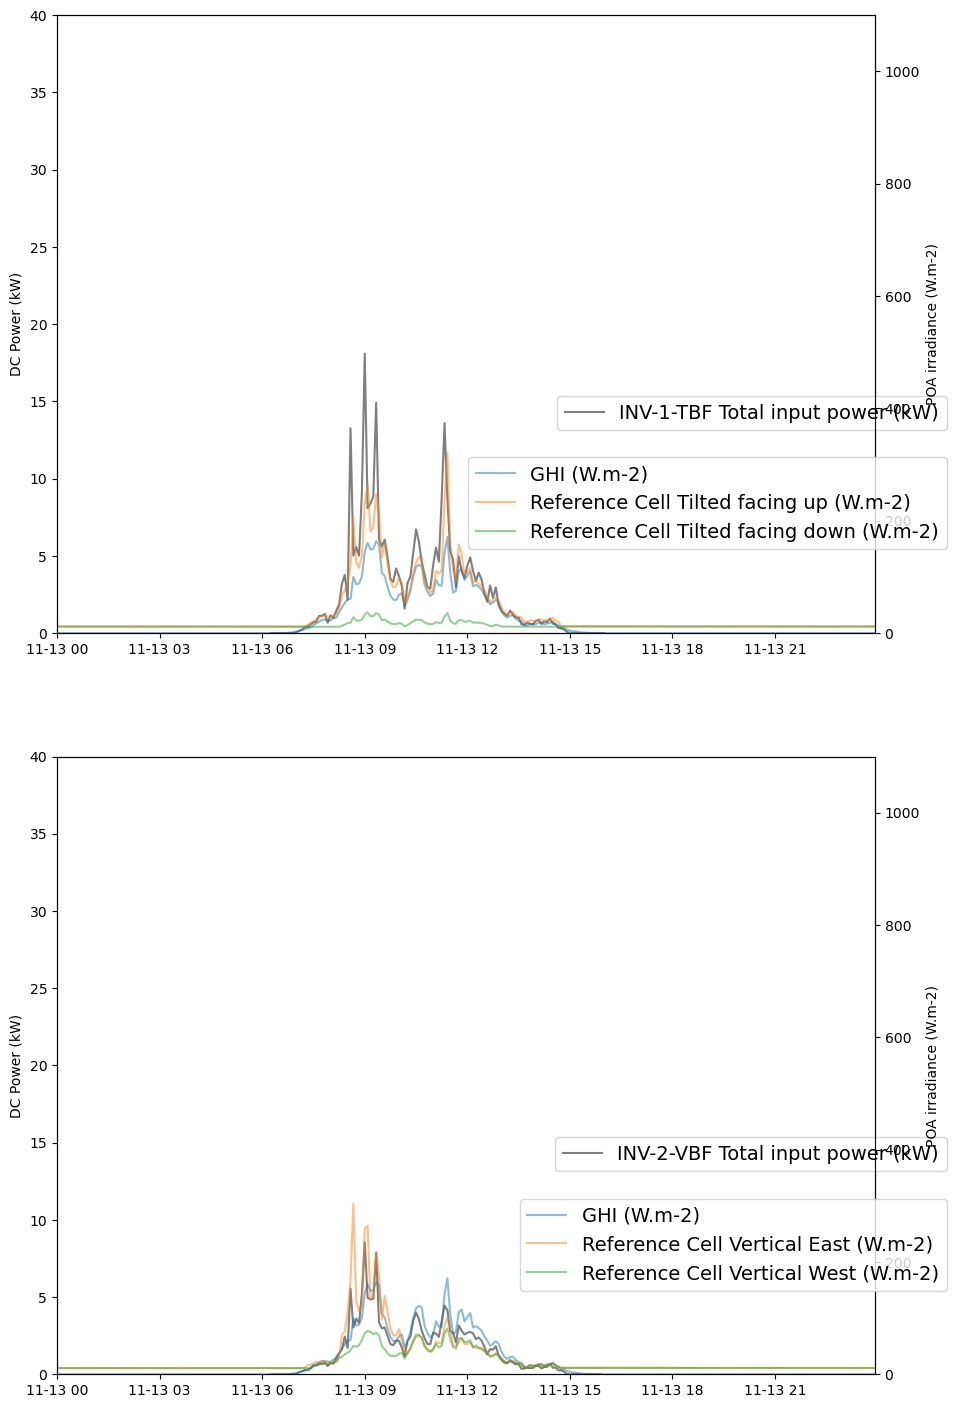 40
35
30
25
20
15
10
5
0
DC Power (kW)
1000
800
600
400
200
0
POA irradiance (W.m-2)
INV-1-TBF Total input power (kW)
GHI (W.m-2)
Reference Cell Tilted facing up (W.m-2)
Reference Cell Tilted facing down (W.m-2)
11-13 00 11-13 03 11-13 06 11-13 09 11-13 12 11-13 15 11-13 18 11-13 21
40
35
30
25
20
15
10
5
0
DC Power (kW)
1000
800
600
400
200
0
POA irradiance (W.m-2)
INV-2-VBF Total input power (kW)
GHI (W.m-2)
Reference Cell Vertical East (W.m-2)
Reference Cell Vertical West (W.m-2)
11-13 00 11-13 03 11-13 06 11-13 09 11-13 12 11-13 15 11-13 18 11-13 21